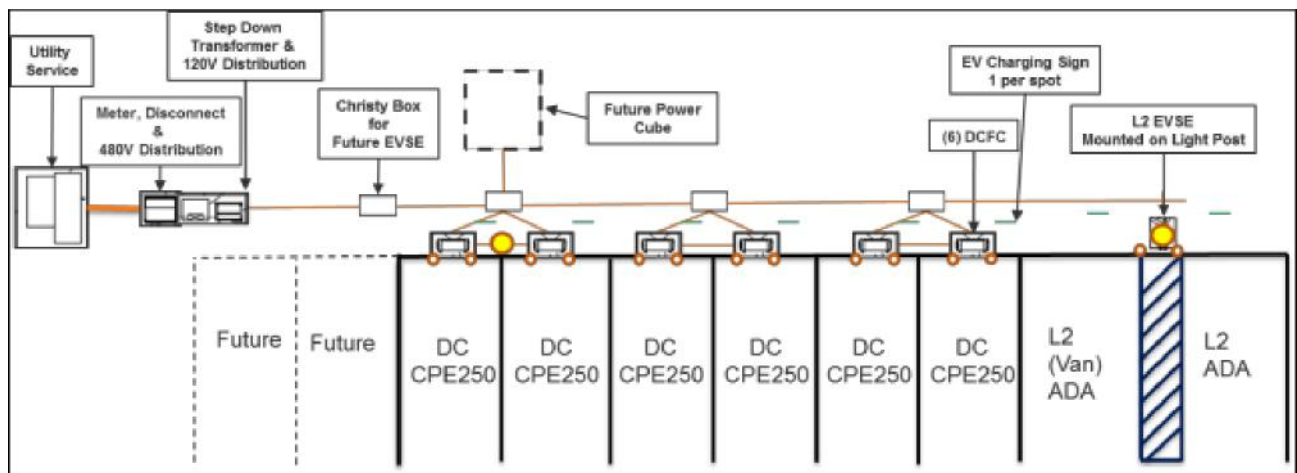 Utility
Service
Step Down
Transformer &
120V Distribution
Meter, Disconnect
&
480V Distribution
Christy Box
for
Future EVSE
Future Power
Cube
EV Charging Sign
1 per spot
(6) DCFC
L2 EVSE
Mounted on Light Post
Future
Future
DC
CPE250
DC
CPE250
DC
CPE250
DC
CPE250
DC
CPE250
DC
CPE250
L2
(Van)
ADA
L2
ADA